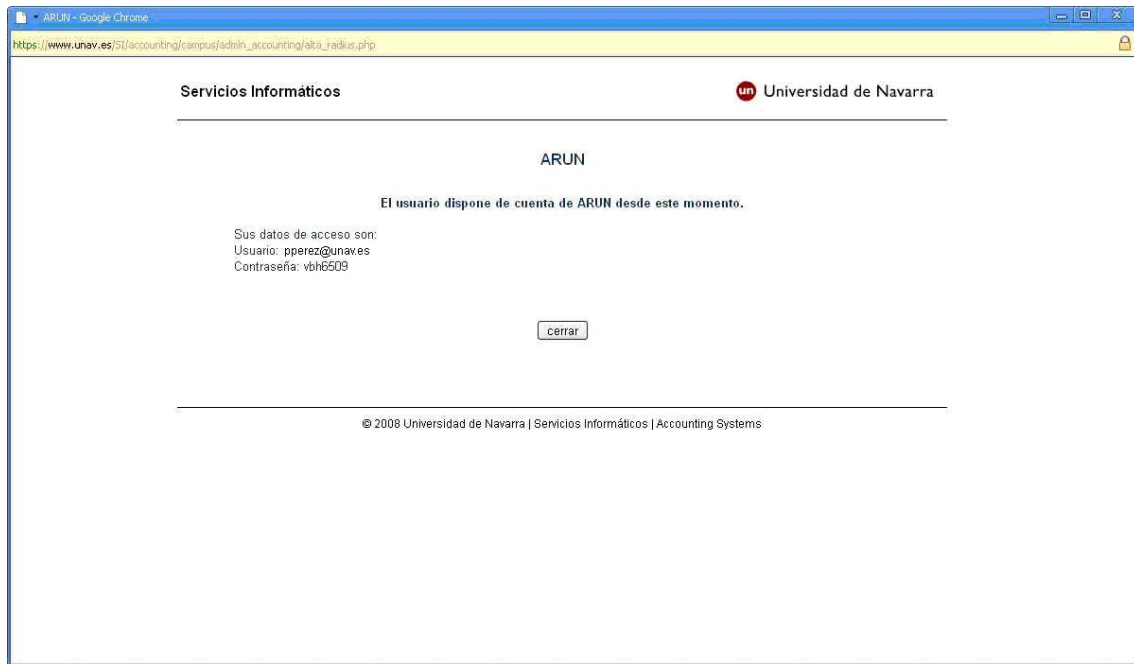 ARUN - Google Chrome
https://www.unav.es/SI/accounting/campus/admin_accounting/alta_radius.php
Servicios Informáticos
un Universidad de Navarra
ARUN
El usuario dispone de cuenta de ARUN desde este momento.
Sus datos de acceso son:
Usuario: pperez@unav.es
Contraseña: vbh6509
cerrar
© 2008 Universidad de Navarra | Servicios Informáticos | Accounting Systems